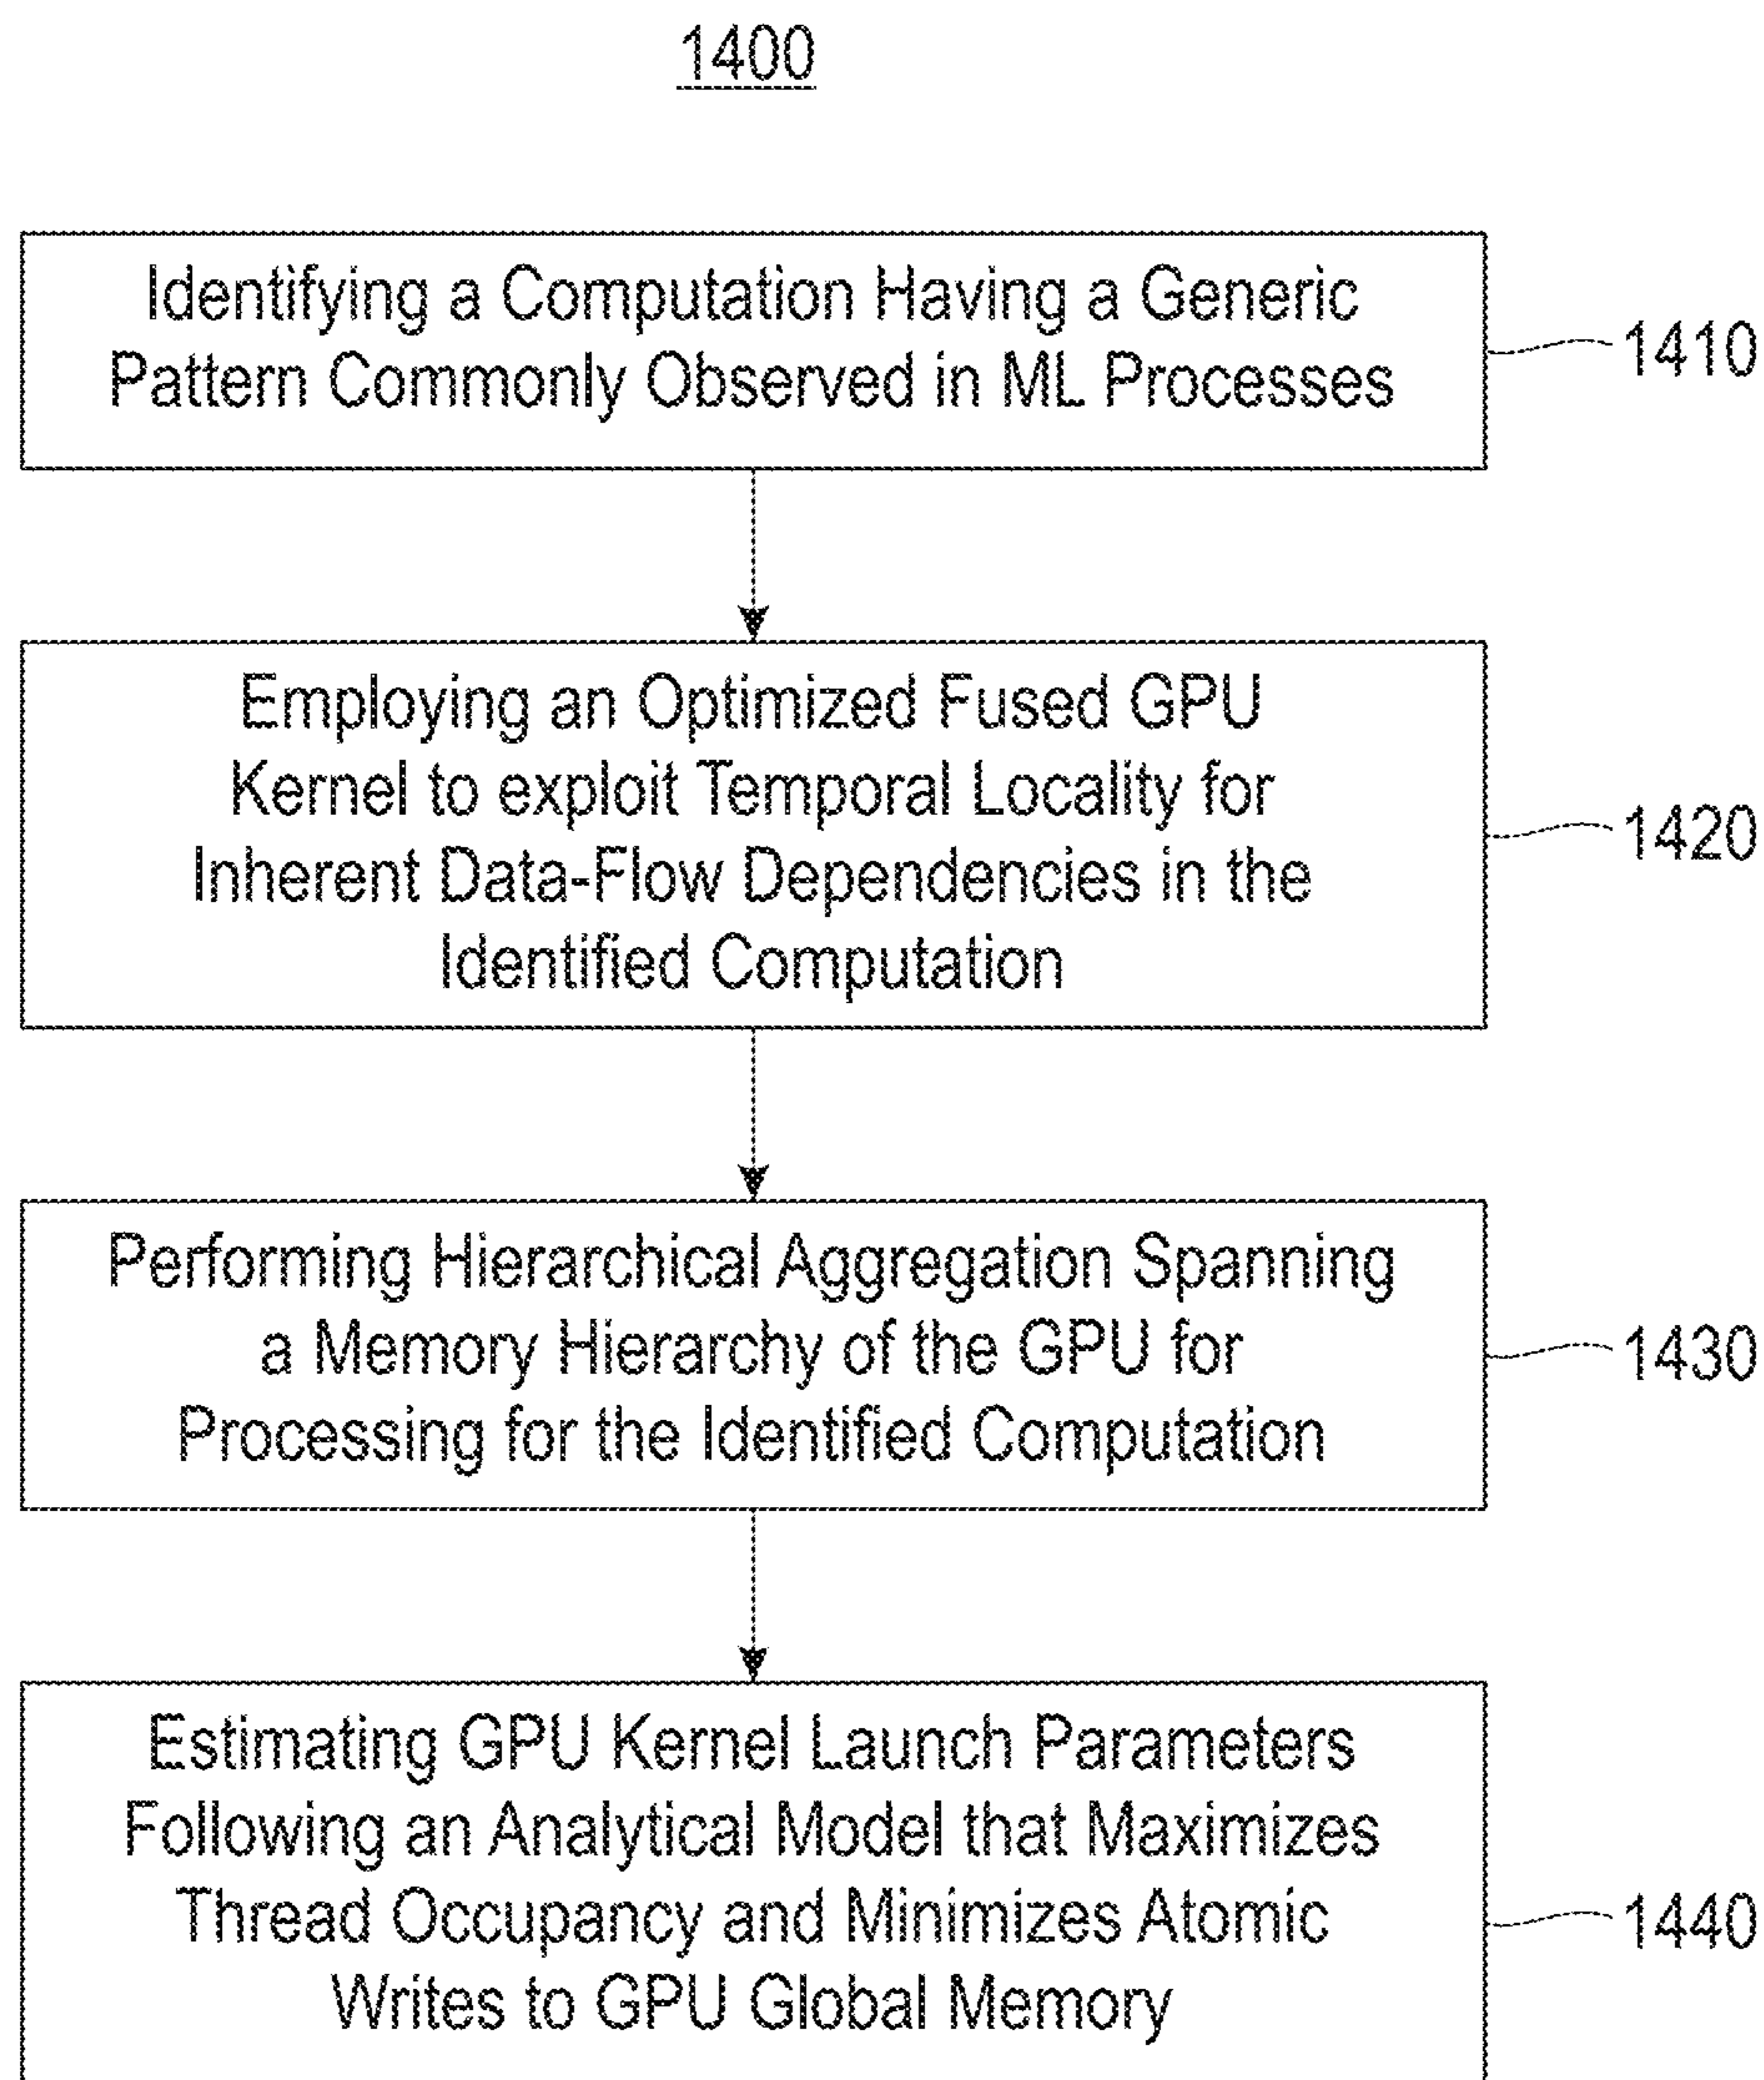 1400
Identifying a Computation Having a Generic
Pattern Commonly Observed in ML Processes
1410
Employing an Optimized Fused GPU
Kernel to exploit Temporal Locality for
Inherent Data-Flow Dependencies in the
Identified Computation
1420
Performing Hierarchical Aggregation Spanning
a Memory Hierarchy of the GPU for
Processing for the Identified Computation
1430
Estimating GPU Kernel Launch Parameters
Following an Analytical Model that Maximizes
Thread Occupancy and Minimizes Atomic
Writes to GPU Global Memory
1440